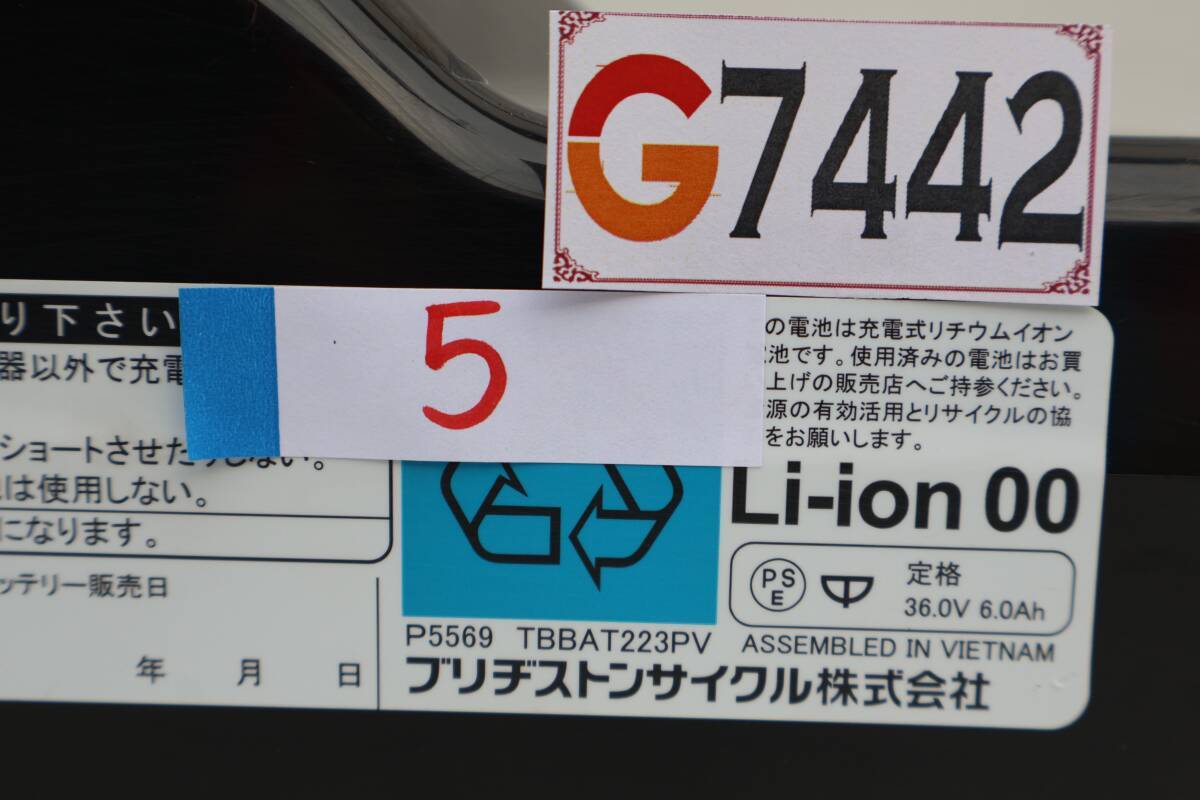 G7442
5
り下さい
器以外で充電
ショートさせたりしない。
は使用しない。
になります。
ッテリー販売日
年 月 日
の電池は充電式リチウムイオン
池です。使用済みの電池はお買
上げの販売店へご持参ください。
源の有効活用とリサイクルの協
をお願いします。
Li-ion 00
PS
E
定格
36.0V 6.0Ah
P5569 TBBAT223PV
ASSEMBLED IN VIETNAM
ブリヂストンサイクル株式会社